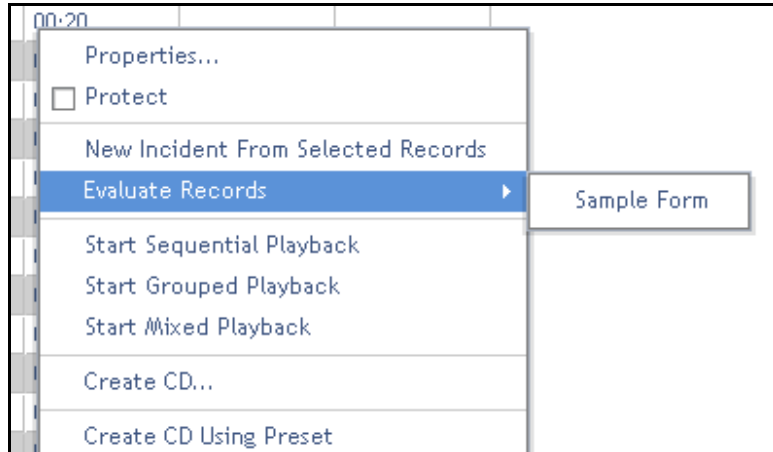 00:20
Properties...
Protect
New Incident From Selected Records
Evaluate Records
Sample Form
Start Sequential Playback
Start Grouped Playback
Start Mixed Playback
Create CD...
Create CD Using Preset